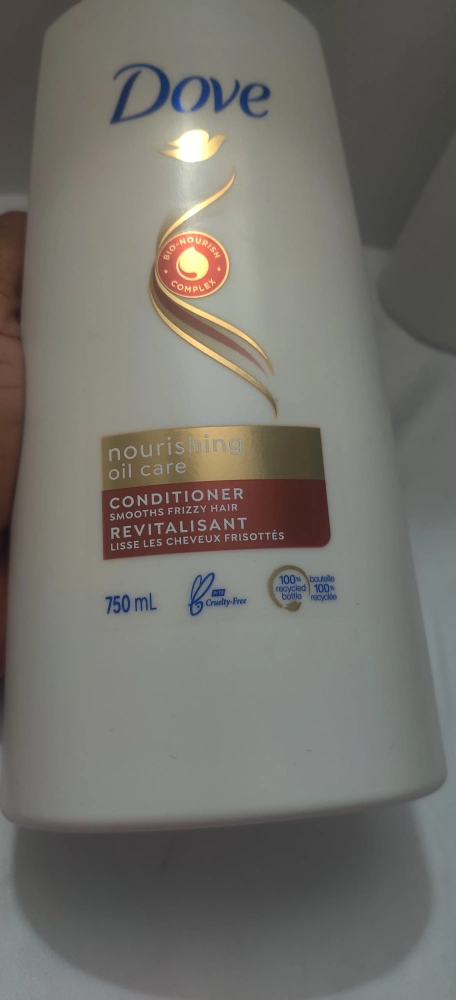 Dove
BIO-NOURISH
COMPLEX
nourishing
oil care
CONDITIONER
SMOOTHS FRIZZY HAIR
REVITALISANT
LISSE LES CHEVEUX FRISOTTÉS
750 mL
PETA
Cruelty-Free
100%
recycled
bottle
bouteille
100%
recyclée